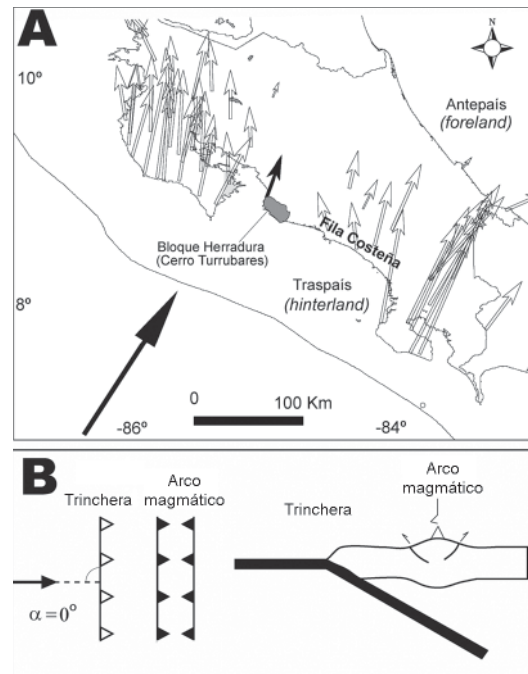 A
N
10º
Antepaís
(foreland)
Bloque Herradura
(Cerro Turrubares)
Fila Costeña
Traspaís
(hinterland)
8º
0 100 Km
-86º -84º
B
Trinchera
Arco
magmático
α=0º
Trinchera
Arco
magmático